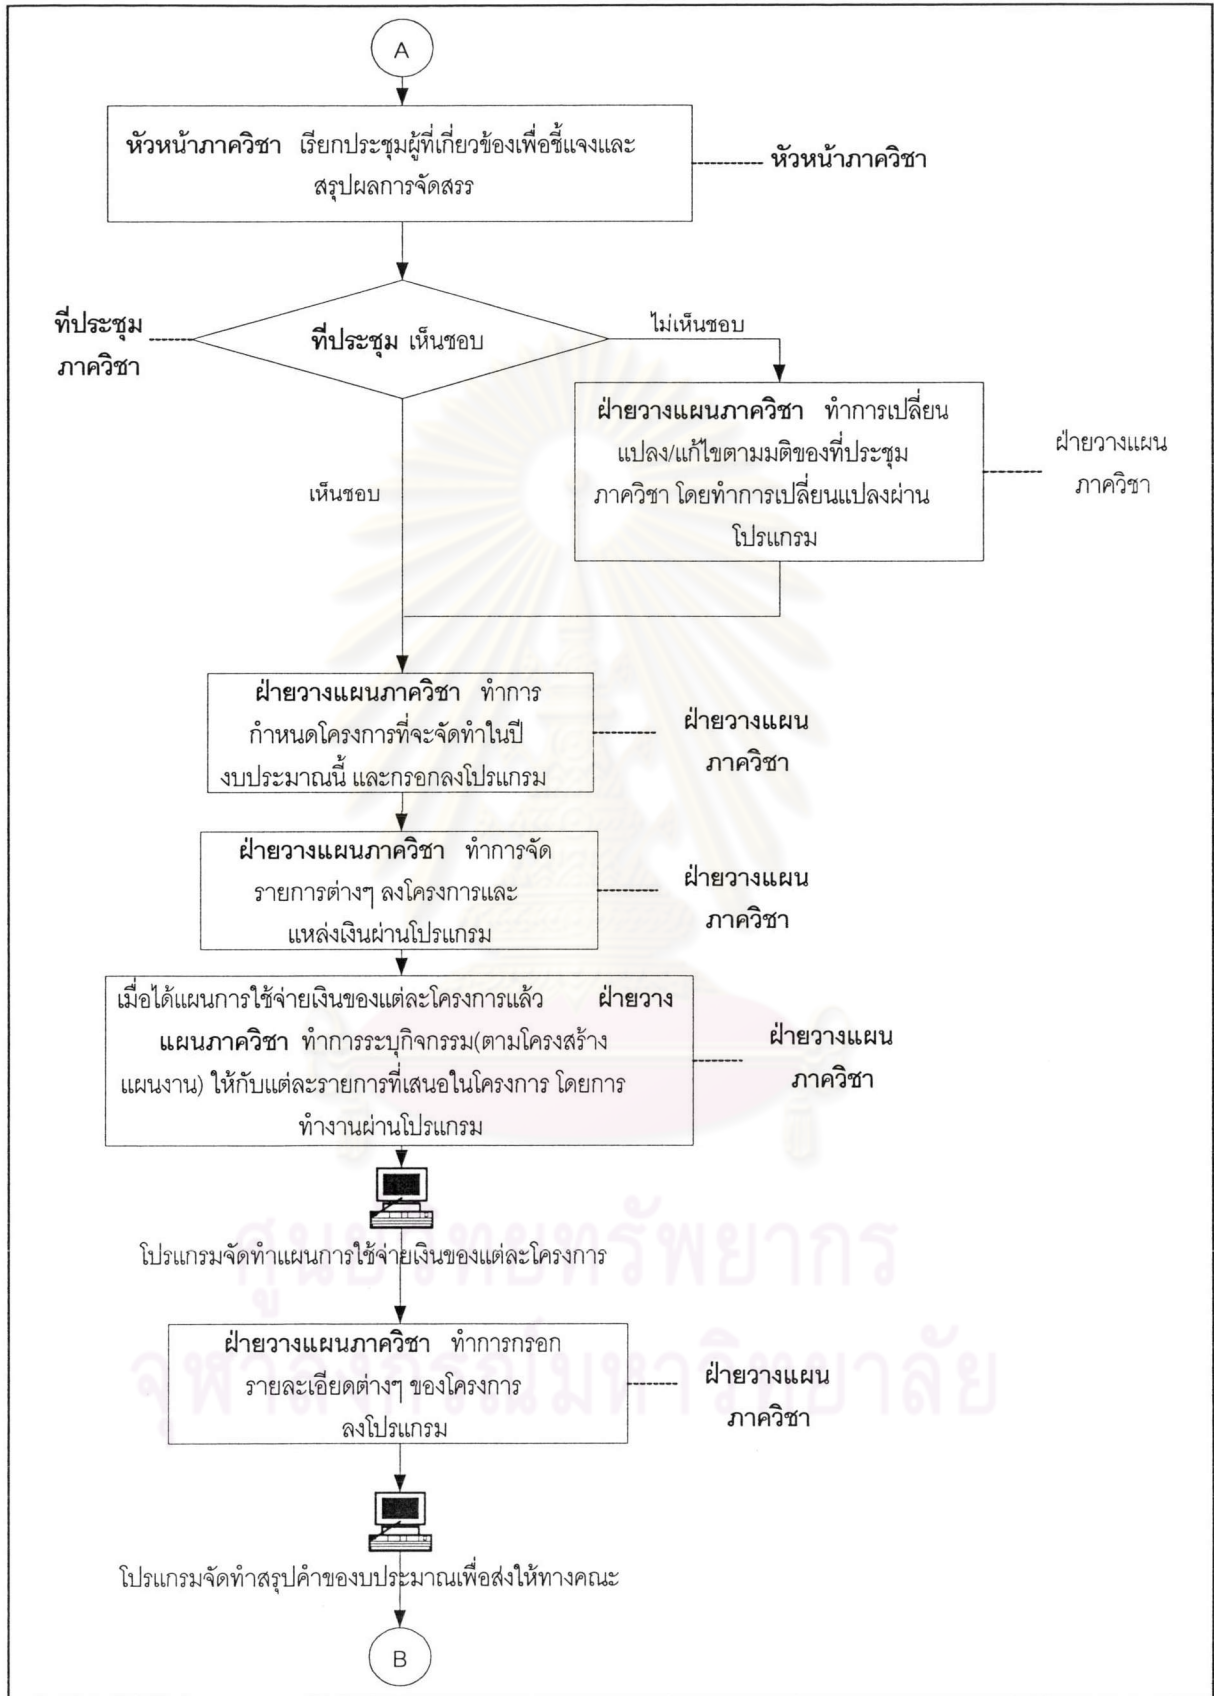 A
หัวหน้าภาควิชา เรียกประชุมผู้ที่เกี่ยวข้องเพื่อชี้แจงและ
สรุปผลการจัดสรร
หัวหน้าภาควิชา
ที่ประชุม
ภาควิชา
ที่ประชุม เห็นชอบ
ไม่เห็นชอบ
ฝ่ายวางแผนภาควิชา ทำการเปลี่ยน
แปลง/แก้ไขตามมติของที่ประชุม
ภาควิชา โดยทำการเปลี่ยนแปลงผ่าน
โปรแกรม
ฝ่ายวางแผน
ภาควิชา
เห็นชอบ
ฝ่ายวางแผนภาควิชา ทำการ
กำหนดโครงการที่จะจัดทำในปี
งบประมาณนี้ และกรอกลงโปรแกรม
ฝ่ายวางแผน
ภาควิชา
ฝ่ายวางแผนภาควิชา ทำการจัด
รายการต่างๆ ลงโครงการและ
แหล่งเงินผ่านโปรแกรม
ฝ่ายวางแผน
ภาควิชา
เมื่อได้แผนการใช้จ่ายเงินของแต่ละโครงการแล้ว ฝ่ายวาง
แผนภาควิชา ทำการระบุกิจกรรม(ตามโครงสร้าง
แผนงาน) ให้กับแต่ละรายการที่เสนอในโครงการ โดยการ
ทำงานผ่านโปรแกรม
ฝ่ายวางแผน
ภาควิชา
โปรแกรมจัดทำแผนการใช้จ่ายเงินของแต่ละโครงการ
ศูนย์วิทยทรัพยากร
จุฬาลงกรณ์มหาวิทยาลัย
ฝ่ายวางแผนภาควิชา ทำการกรอก
รายละเอียดต่างๆ ของโครงการ
ลงโปรแกรม
ฝ่ายวางแผน
ภาควิชา
โปรแกรมจัดทำสรุปคำของบประมาณเพื่อส่งให้ทางคณะ
B